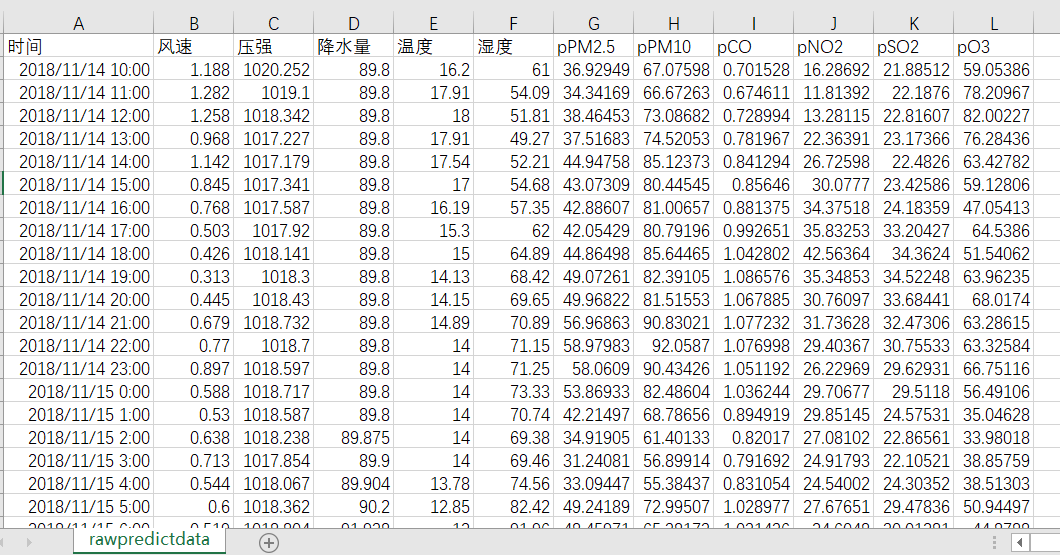 A B C D E F G H I J K L
时间 风速 压强 降水量 温度 湿度 pPM2.5 pPM10 pCO pNO2 pSO2 pO3
2018/11/14 10:00 1.188 1020.252 89.8 16.2 61 36.92949 67.07598 0.701528 16.28692 21.88512 59.05386
2018/11/14 11:00 1.282 1019.1 89.8 17.91 54.09 34.34169 66.67263 0.674611 11.81392 22.1876 78.20967
2018/11/14 12:00 1.258 1018.342 89.8 18 51.81 38.46453 73.08682 0.728994 13.28115 22.81607 82.00227
2018/11/14 13:00 0.968 1017.227 89.8 17.91 49.27 37.51683 74.52053 0.781967 22.36391 23.17366 76.28436
2018/11/14 14:00 1.142 1017.179 89.8 17.54 52.21 44.94758 85.12373 0.841294 26.72598 22.4826 63.42782
2018/11/14 15:00 0.845 1017.341 89.8 17 54.68 43.07309 80.44545 0.85646 30.0777 23.42586 59.12806
2018/11/14 16:00 0.768 1017.587 89.8 16.19 57.35 42.88607 81.00657 0.881375 34.37518 24.18359 47.05413
2018/11/14 17:00 0.503 1017.92 89.8 15.3 62 42.05429 80.79196 0.992651 35.83253 33.20427 64.5386
2018/11/14 18:00 0.426 1018.141 89.8 15 64.89 44.86498 85.64465 1.042802 42.56364 34.3624 51.54062
2018/11/14 19:00 0.313 1018.3 89.8 14.13 68.42 49.07261 82.39105 1.086576 35.34853 34.52248 63.96235
2018/11/14 20:00 0.445 1018.43 89.8 14.15 69.65 49.96822 81.51553 1.067885 30.76097 33.68441 68.0174
2018/11/14 21:00 0.679 1018.732 89.8 14.89 70.89 56.96863 90.83021 1.077232 31.73628 32.47306 63.28615
2018/11/14 22:00 0.77 1018.7 89.8 14 71.15 58.97983 92.0587 1.076998 29.40367 30.75533 63.32584
2018/11/14 23:00 0.897 1018.597 89.8 14 71.25 58.0609 90.43426 1.051192 26.22969 29.62931 66.75116
2018/11/15 0:00 0.588 1018.717 89.8 14 73.33 53.86933 82.48604 1.036244 29.70677 29.5118 56.49106
2018/11/15 1:00 0.53 1018.587 89.8 14 70.74 42.21497 68.78656 0.894919 29.85145 24.57531 35.04628
2018/11/15 2:00 0.638 1018.238 89.875 14 69.38 34.91905 61.40133 0.82017 27.08102 22.86561 33.98018
2018/11/15 3:00 0.713 1017.854 89.9 14 69.46 31.24081 56.89914 0.791692 24.91793 22.10521 38.85759
2018/11/15 4:00 0.544 1018.067 89.904 13.78 74.56 33.09447 55.38437 0.831054 24.54002 24.30352 38.51303
2018/11/15 5:00 0.6 1018.362 90.2 12.85 82.42 49.24189 72.99507 1.028977 27.67651 29.47836 50.94497
rawpredictdata